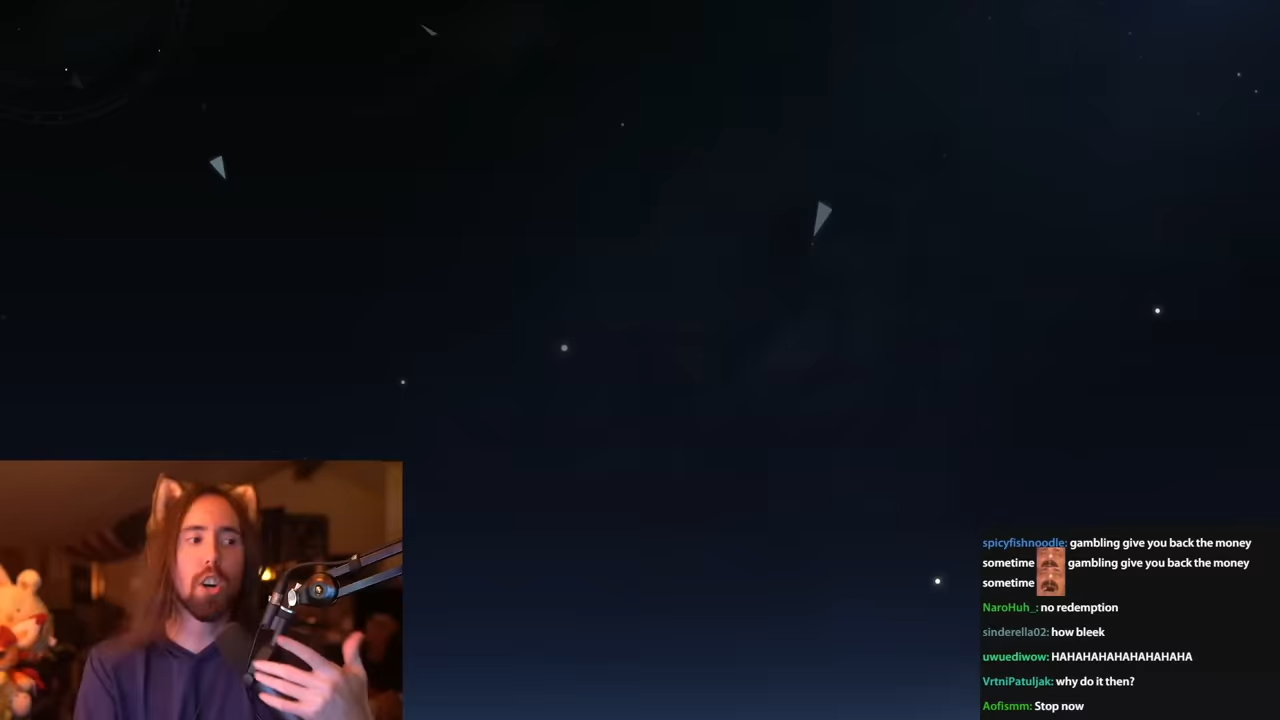 spicyfishnoodle: gambling give you back the money
sometime gambling give you back the money
sometime
NaroHuh_: no redemption
sinderella02: how bleek
uwuediwow: HAHAHAHAHAHAHAHAHA
VrtniPatuljak: why do it then?
Aofismm: Stop now